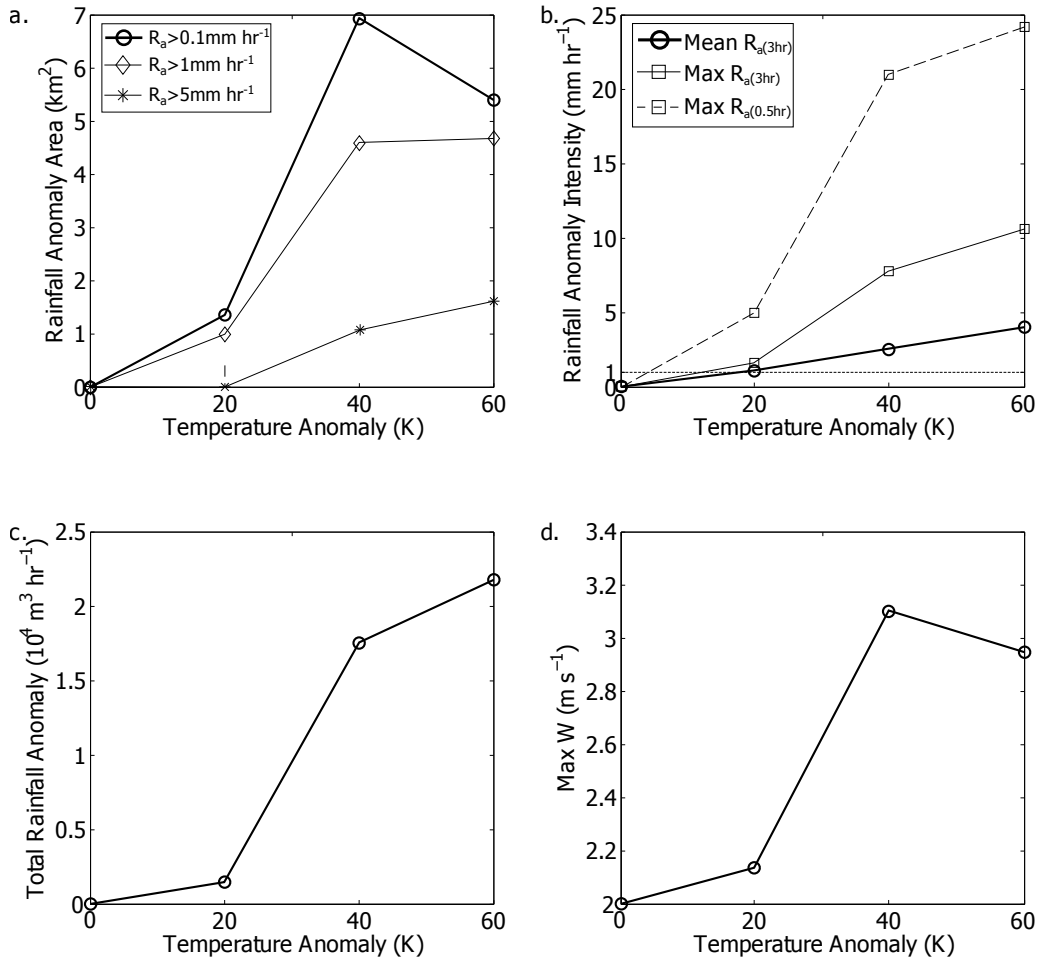 a.
7
6
5
4
3
2
1
0
Rainfall Anomaly Area (km²)
Rₐ>0.1mm hr⁻¹
Rₐ>1mm hr⁻¹
Rₐ>5mm hr⁻¹
0 20 40 60
Temperature Anomaly (K)
b.
25
20
15
10
5
1
0
Rainfall Anomaly Intensity (mm hr⁻¹)
Mean Rₐ₍₃ₕᵣ₎
Max Rₐ₍₃ₕᵣ₎
Max Rₐ₍₀.₅ₕᵣ₎
0 20 40 60
Temperature Anomaly (K)
c.
2.5
2
1.5
1
0.5
0
Total Rainfall Anomaly (10⁴ m³ hr⁻¹)
0 20 40 60
Temperature Anomaly (K)
d.
3.4
3.2
3
2.8
2.6
2.4
2.2
2
Max W (m s⁻¹)
0 20 40 60
Temperature Anomaly (K)